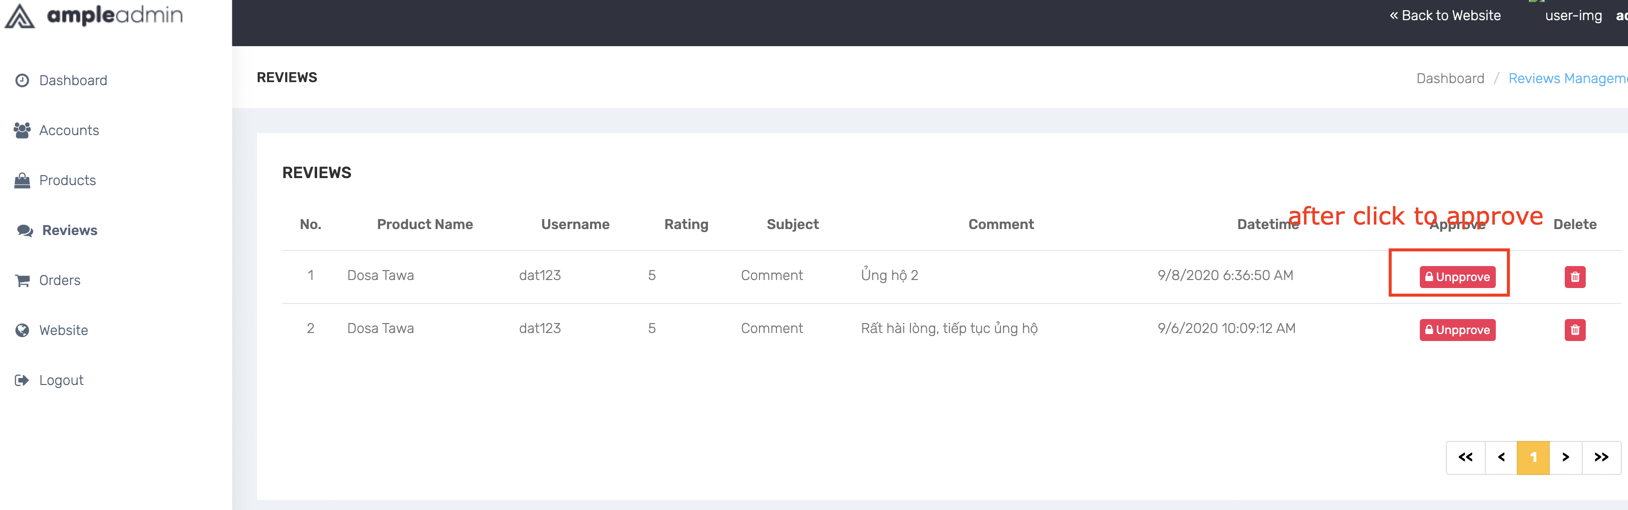 ampleadmin
« Back to Website user-img
Dashboard
Accounts
Products
Reviews
Orders
Website
Logout
REVIEWS
Dashboard / Reviews
REVIEWS
after click to approve
No. Product Name Username Rating Subject Comment Datetime Approve Delete
1 Dosa Tawa dat123 5 Comment Ủng hộ 2 9/8/2020 6:36:50 AM Unpprove
2 Dosa Tawa dat123 5 Comment Rất hài lòng, tiếp tục ủng hộ 9/6/2020 10:09:12 AM Unpprove
<< < 1 > >>